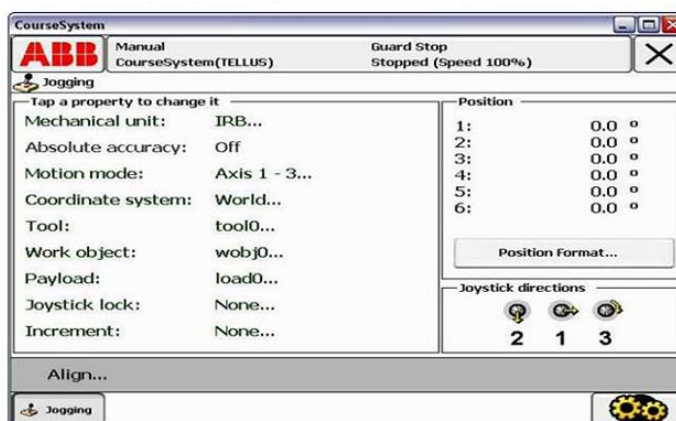 CourseSystem
ABB
Manual
CourseSystem(TELLUS)
Guard Stop
Stopped (Speed 100%)
Jogging
Tap a property to change it
Mechanical unit: IRB...
Absolute accuracy: Off
Motion mode: Axis 1 - 3...
Coordinate system: World...
Tool: tool0...
Work object: wobj0...
Payload: load0...
Joystick lock: None...
Increment: None...
Position
1: 0.0 º
2: 0.0 º
3: 0.0 º
4: 0.0 º
5: 0.0 º
6: 0.0 º
Position Format...
Joystick directions
2 1 3
Align...
Jogging